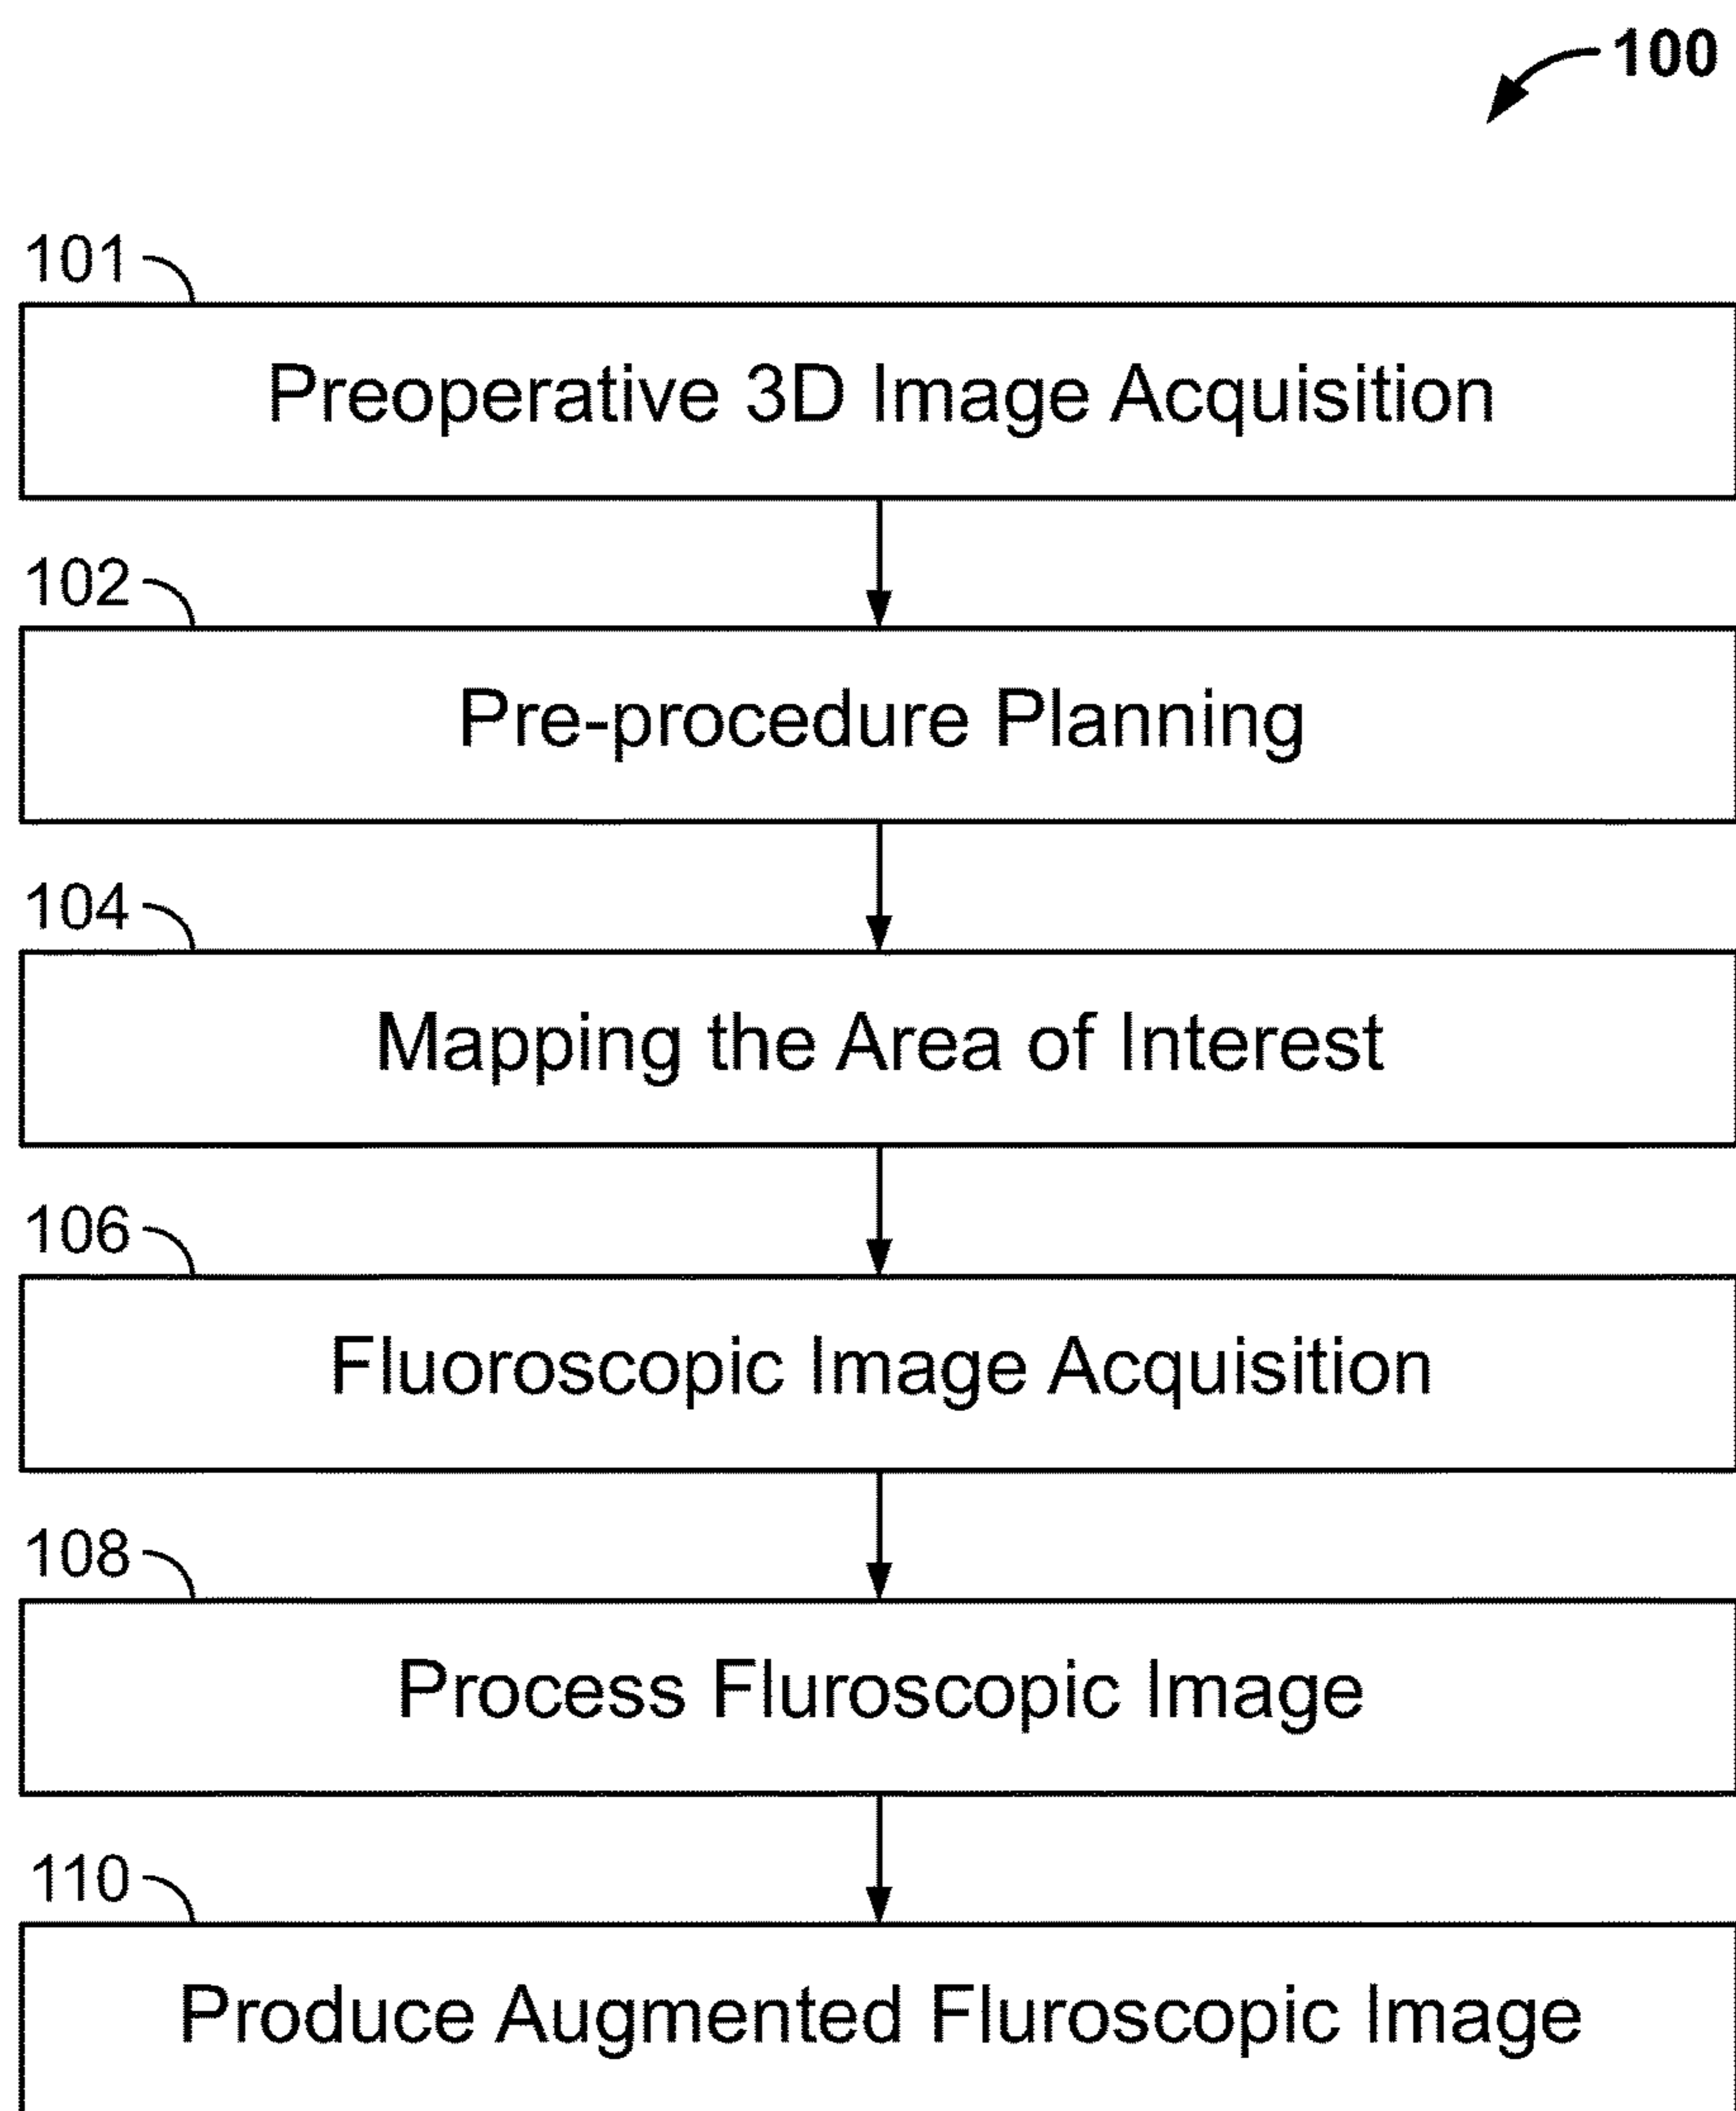 100
101
Preoperative 3D Image Acquisition
102
Pre-procedure Planning
104
Mapping the Area of Interest
106
Fluoroscopic Image Acquisition
108
Process Fluroscopic Image
110
Produce Augmented Fluroscopic Image